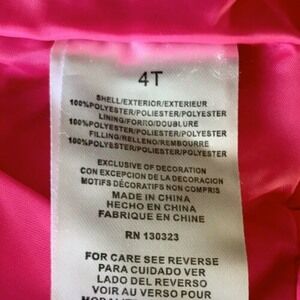 4T
SHELL/EXTERIOR/EXTERIEUR
100%POLYESTER/POLIESTER/POLYESTER
LINING/FORRO/DOUBLURE
100%POLYESTER/POLIESTER/POLYESTER
FILLING/RELLENO/REMBOURRE
100%POLYESTER/POLIESTER/POLYESTER
EXCLUSIVE OF DECORATION
CON EXCEPCION DE LA DECORACION
MOTIFS DÉCORATIFS NON COMPRIS
MADE IN CHINA
HECHO EN CHINA
FABRIQUE EN CHINE
RN 130323
FOR CARE SEE REVERSE
PARA CUIDADO VER
LADO DEL REVERSO
VOIR AU VERSO POUR